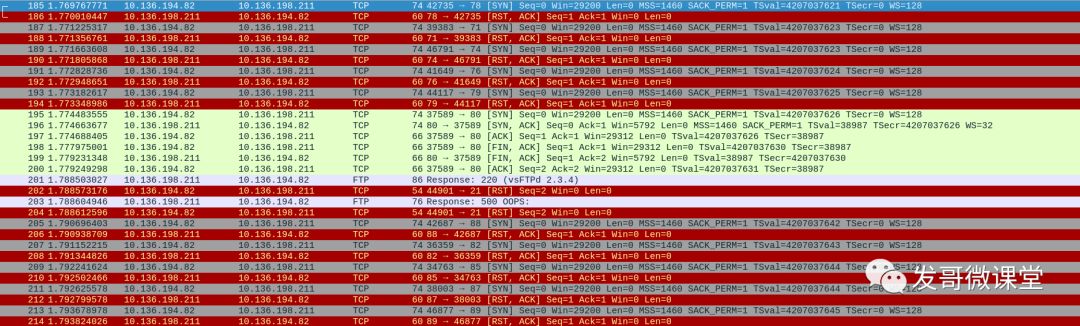 185 1.769767771 10.136.194.82 10.136.198.211 TCP 74 42735 → 78 [SYN] Seq=0 Win=29200 Len=0 MSS=1460 SACK_PERM=1 TSval=4207037621 TSecr=0 WS=128
186 1.770010447 10.136.198.211 10.136.194.82 TCP 60 78 → 42735 [RST, ACK] Seq=1 Ack=1 Win=0 Len=0
187 1.771225317 10.136.194.82 10.136.198.211 TCP 74 39383 → 71 [SYN] Seq=0 Win=29200 Len=0 MSS=1460 SACK_PERM=1 TSval=4207037623 TSecr=0 WS=128
188 1.771356761 10.136.198.211 10.136.194.82 TCP 60 71 → 39383 [RST, ACK] Seq=1 Ack=1 Win=0 Len=0
189 1.771663608 10.136.194.82 10.136.198.211 TCP 74 46791 → 74 [SYN] Seq=0 Win=29200 Len=0 MSS=1460 SACK_PERM=1 TSval=4207037623 TSecr=0 WS=128
190 1.771805868 10.136.198.211 10.136.194.82 TCP 60 74 → 46791 [RST, ACK] Seq=1 Ack=1 Win=0 Len=0
191 1.772828736 10.136.194.82 10.136.198.211 TCP 74 41649 → 76 [SYN] Seq=0 Win=29200 Len=0 MSS=1460 SACK_PERM=1 TSval=4207037624 TSecr=0 WS=128
192 1.772948651 10.136.198.211 10.136.194.82 TCP 60 76 → 41649 [RST, ACK] Seq=1 Ack=1 Win=0 Len=0
193 1.773182617 10.136.194.82 10.136.198.211 TCP 74 44117 → 79 [SYN] Seq=0 Win=29200 Len=0 MSS=1460 SACK_PERM=1 TSval=4207037625 TSecr=0 WS=128
194 1.773348986 10.136.198.211 10.136.194.82 TCP 60 79 → 44117 [RST, ACK] Seq=1 Ack=1 Win=0 Len=0
195 1.774483555 10.136.194.82 10.136.198.211 TCP 74 37589 → 80 [SYN] Seq=0 Win=29200 Len=0 MSS=1460 SACK_PERM=1 TSval=4207037626 TSecr=0 WS=128
196 1.774663677 10.136.198.211 10.136.194.82 TCP 74 80 → 37589 [SYN, ACK] Seq=0 Ack=1 Win=5792 Len=0 MSS=1460 SACK_PERM=1 TSval=38987 TSecr=4207037626 WS=32
197 1.774688405 10.136.194.82 10.136.198.211 TCP 66 37589 → 80 [ACK] Seq=1 Ack=1 Win=29312 Len=0 TSval=4207037626 TSecr=38987
198 1.777975001 10.136.194.82 10.136.198.211 TCP 66 37589 → 80 [FIN, ACK] Seq=1 Ack=1 Win=29312 Len=0 TSval=4207037630 TSecr=38987
199 1.779231348 10.136.198.211 10.136.194.82 TCP 66 80 → 37589 [FIN, ACK] Seq=1 Ack=2 Win=5792 Len=0 TSval=38987 TSecr=4207037630
200 1.779249298 10.136.194.82 10.136.198.211 TCP 66 37589 → 80 [ACK] Seq=2 Ack=2 Win=29312 Len=0 TSval=4207037631 TSecr=38987
201 1.788503027 10.136.198.211 10.136.194.82 FTP 86 Response: 220 (vsFTPd 2.3.4)
202 1.788573176 10.136.194.82 10.136.198.211 TCP 54 44901 → 21 [RST] Seq=2 Win=0 Len=0
203 1.788604946 10.136.198.211 10.136.194.82 FTP 76 Response: 500 OOPS:
204 1.788612596 10.136.194.82 10.136.198.211 TCP 54 44901 → 21 [RST] Seq=2 Win=0 Len=0
205 1.790696403 10.136.194.82 10.136.198.211 TCP 74 42687 → 88 [SYN] Seq=0 Win=29200 Len=0 MSS=1460 SACK_PERM=1 TSval=4207037642 TSecr=0 WS=128
206 1.790938709 10.136.198.211 10.136.194.82 TCP 60 88 → 42687 [RST, ACK] Seq=1 Ack=1 Win=0 Len=0
207 1.791152215 10.136.194.82 10.136.198.211 TCP 74 36359 → 82 [SYN] Seq=0 Win=29200 Len=0 MSS=1460 SACK_PERM=1 TSval=4207037643 TSecr=0 WS=128
208 1.791344826 10.136.198.211 10.136.194.82 TCP 60 82 → 36359 [RST, ACK] Seq=1 Ack=1 Win=0 Len=0
209 1.792241624 10.136.194.82 10.136.198.211 TCP 74 34763 → 85 [SYN] Seq=0 Win=29200 Len=0 MSS=1460 SACK_PERM=1 TSval=4207037644 TSecr=0 WS=128
210 1.792502466 10.136.198.211 10.136.194.82 TCP 60 85 → 34763 [RST, ACK] Seq=1 Ack=1 Win=0 Len=0
211 1.792625578 10.136.194.82 10.136.198.211 TCP 74 38003 → 87 [SYN] Seq=0 Win=29200 Len=0 MSS=1460 SACK_PERM=1 TSval=4207037644 TSecr=0 WS=128
212 1.792799578 10.136.198.211 10.136.194.82 TCP 60 87 → 38003 [RST, ACK] Seq=1 Ack=1 Win=0 Len=0
213 1.793678979 10.136.194.82 10.136.198.211 TCP 74 46877 → 89 [SYN] Seq=0 Win=29200 Len=0 MSS=1460 SACK_PERM=1 TSval=4207037645 TSecr=0 WS=128
214 1.793824026 10.136.198.211 10.136.194.82 TCP 60 89 → 46877 [RST, ACK] Seq=1 Ack=1 Win=0 Len=0
发哥微课堂